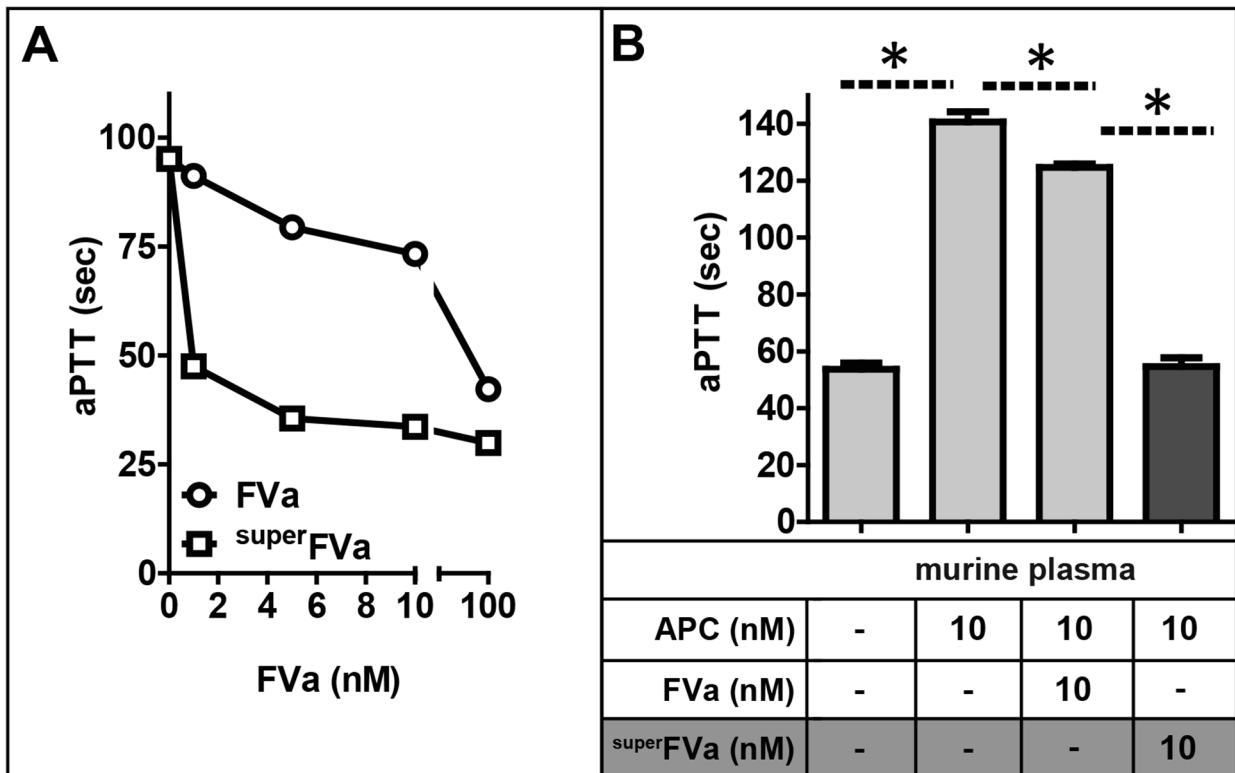 A
100
75
50
25
0
aPTT (sec)
FVa
superFVa
0 2 4 6 8 10 100
FVa (nM)
B
* * *
140
120
100
80
60
40
20
0
aPTT (sec)
murine plasma
APC (nM) - 10 10 10
FVa (nM) - - 10 -
superFVa (nM) - - - 10